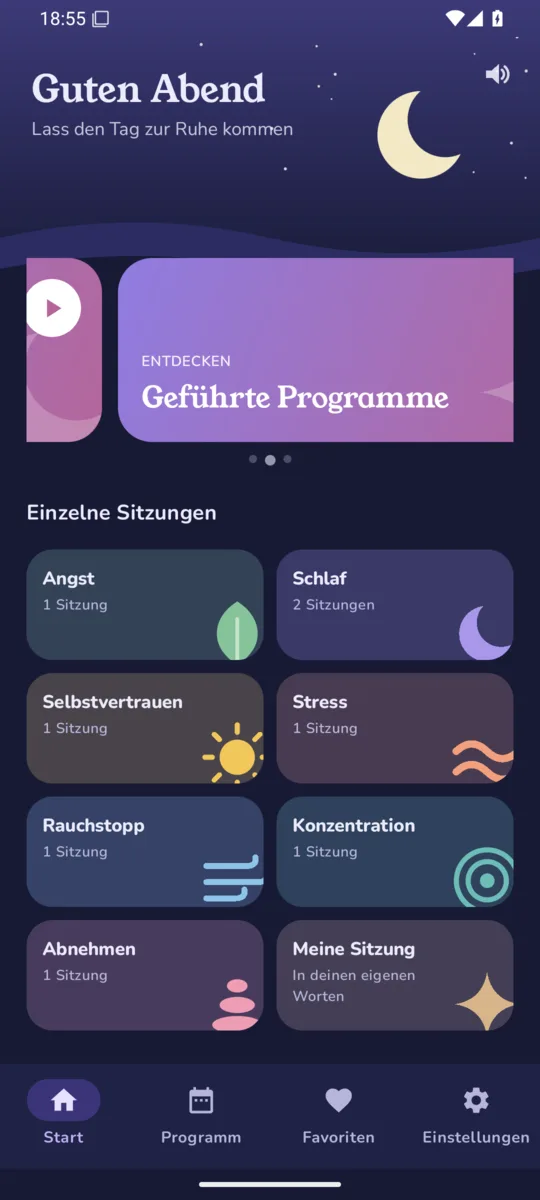 18:55
Guten Abend
Lass den Tag zur Ruhe kommen
ENTDECKEN
Geführte Programme
Einzelne Sitzungen
Angst
1 Sitzung
Schlaf
2 Sitzungen
Selbstvertrauen
1 Sitzung
Stress
1 Sitzung
Rauchstopp
1 Sitzung
Konzentration
1 Sitzung
Abnehmen
1 Sitzung
Meine Sitzung
In deinen eigenen
Worten
Start
Programm
Favoriten
Einstellungen